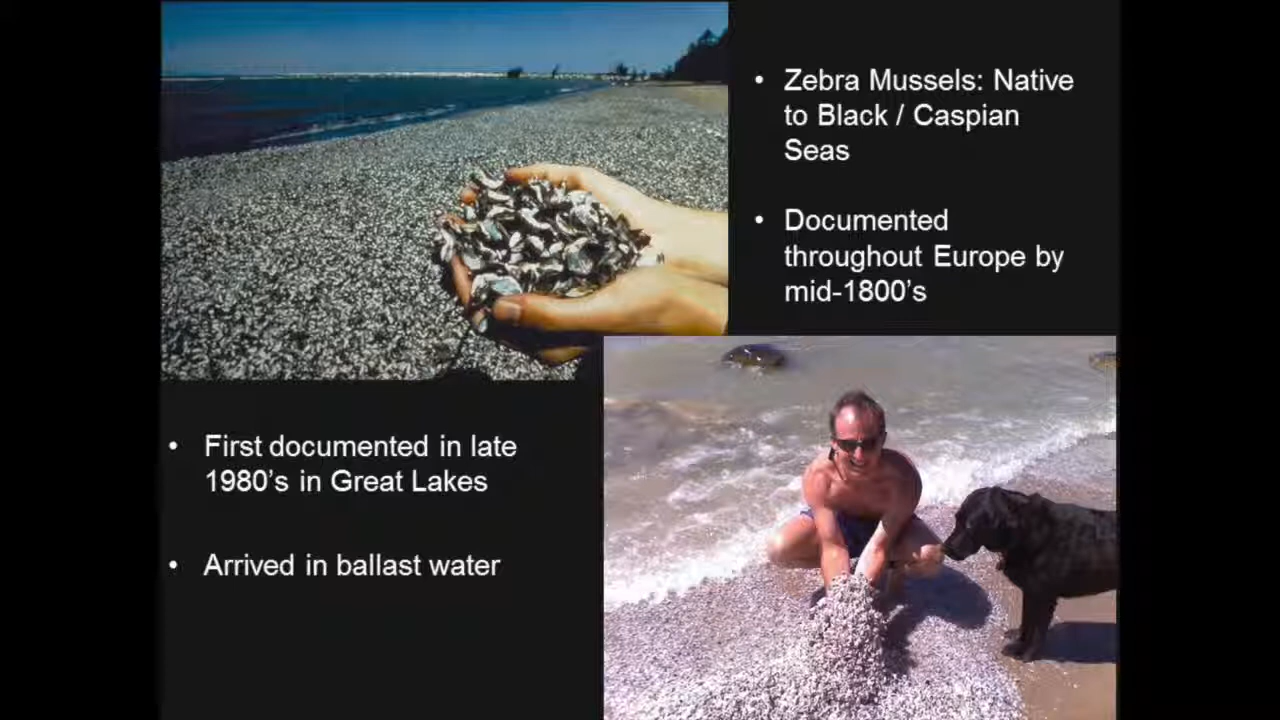 • Zebra Mussels: Native
to Black / Caspian
Seas
• Documented
throughout Europe by
mid-1800's
• First documented in late
1980's in Great Lakes
• Arrived in ballast water